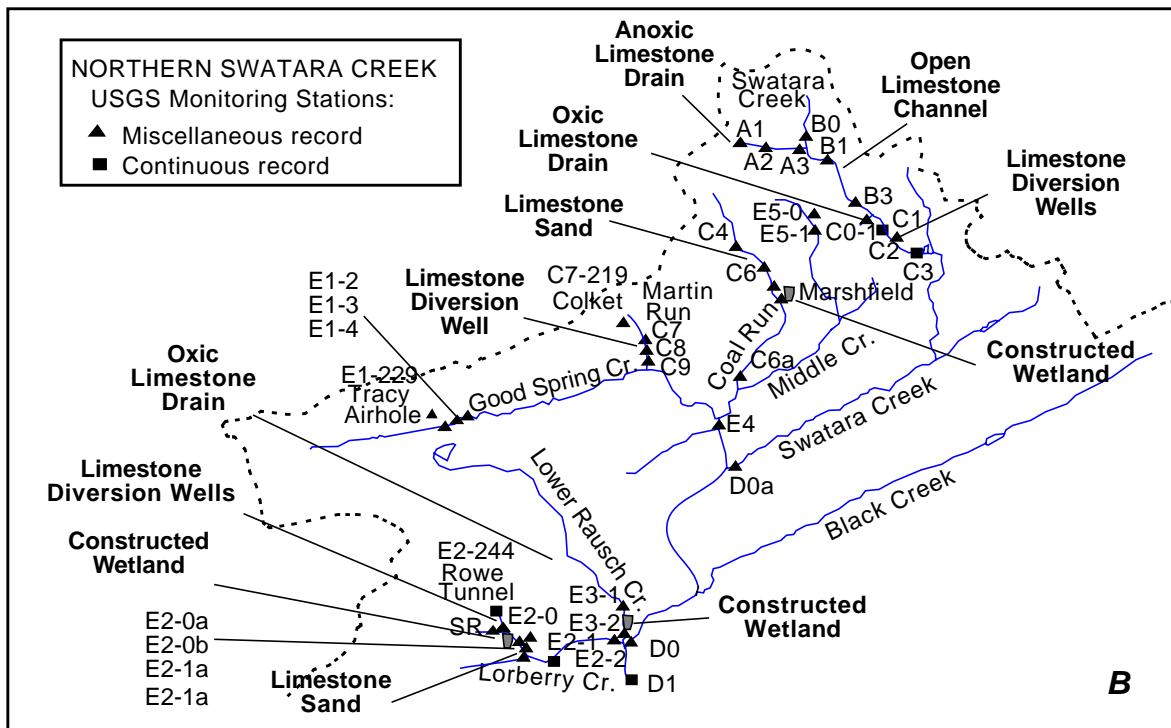 NORTHERN SWATARA CREEK
USGS Monitoring Stations:
Miscellaneous record
Continuous record
Anoxic
Limestone
Drain
Swatara
Creek
Open
Limestone
Channel
Oxic
Limestone
Drain
A1
A2
A3
B0
B1
B3
Limestone
Diversion
Wells
Limestone
Sand
E5-0
E5-1
C0-1
C1
C2
C3
C4
C6
Marshfield
C7-219
Colket
Martin
Run
Limestone
Diversion
Well
C7
C8
C9
E1-2
E1-3
E1-4
Coal Run
C6a
Middle Cr.
Constructed
Wetland
Oxic
Limestone
Drain
E1-229
Tracy
Airhole
Good Spring Cr.
E4
Swatara Creek
D0a
Black Creek
Lower Rausch Cr.
Limestone
Diversion Wells
Constructed
Wetland
E2-244
Rowe
Tunnel
E2-0
SR
E2-0a
E2-0b
E2-1a
E2-1a
Limestone
Sand
Lorberry Cr.
E3-1
E3-2
E2-1
E2-2
Constructed
Wetland
D0
D1
B